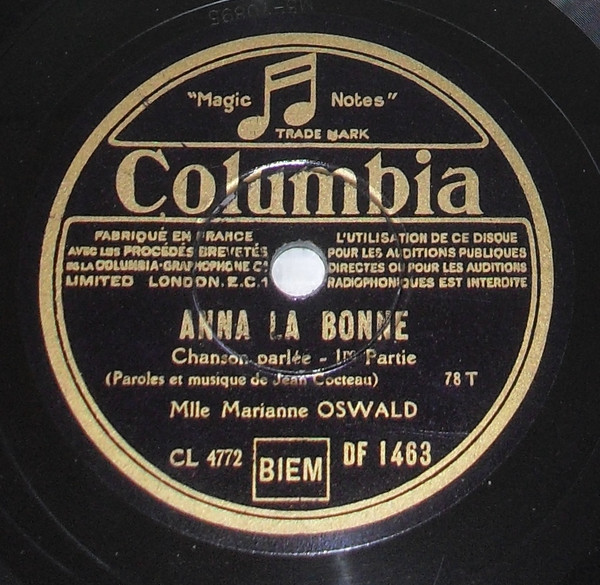 "Magic Notes"
TRADE MARK
Columbia
FABRIQUÉ EN FRANCE
AVEC LES PROCÉDÉS BREVETÉS
DE LA COLUMBIA-GRAPHOPHONE Cº
LIMITED LONDON.E.C.1
L'UTILISATION DE CE DISQUE
POUR LES AUDITIONS PUBLIQUES
DIRECTES OU POUR LES AUDITIONS
RADIOPHONIQUES EST INTERDITE
ANNA LA BONNE
Chanson parlée - 1re Partie
(Paroles et musique de Jean Cocteau) 78 T
Mlle Marianne OSWALD
CL 4772 BIEM DF 1463